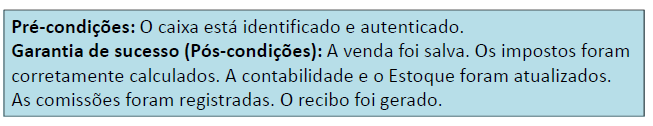 Pré-condições: O caixa está identificado e autenticado.
Garantia de sucesso (Pós-condições): A venda foi salva. Os impostos foram
corretamente calculados. A contabilidade e o Estoque foram atualizados.
As comissões foram registradas. O recibo foi gerado.